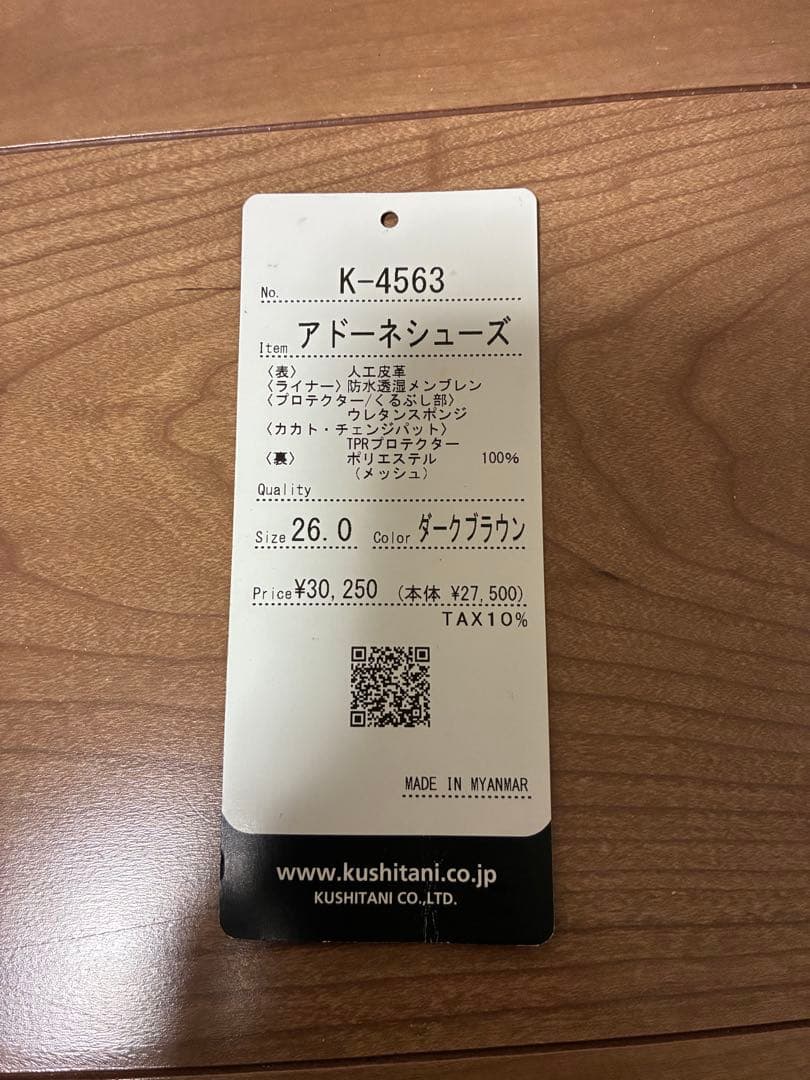 No. K-4563
Item アドーネシューズ
〈表〉 人工皮革
〈ライナー〉防水透湿メンブレン
〈プロテクター/くるぶし部〉
ウレタンスポンジ
〈カカト・チェンジパット〉
TPRプロテクター
〈裏〉 ポリエステル 100%
(メッシュ)
Quality
Size 26.0 Color ダークブラウン
Price ¥30,250 (本体 ¥27,500)
TAX10%
MADE IN MYANMAR
www.kushitani.co.jp
KUSHITANI CO.,LTD.